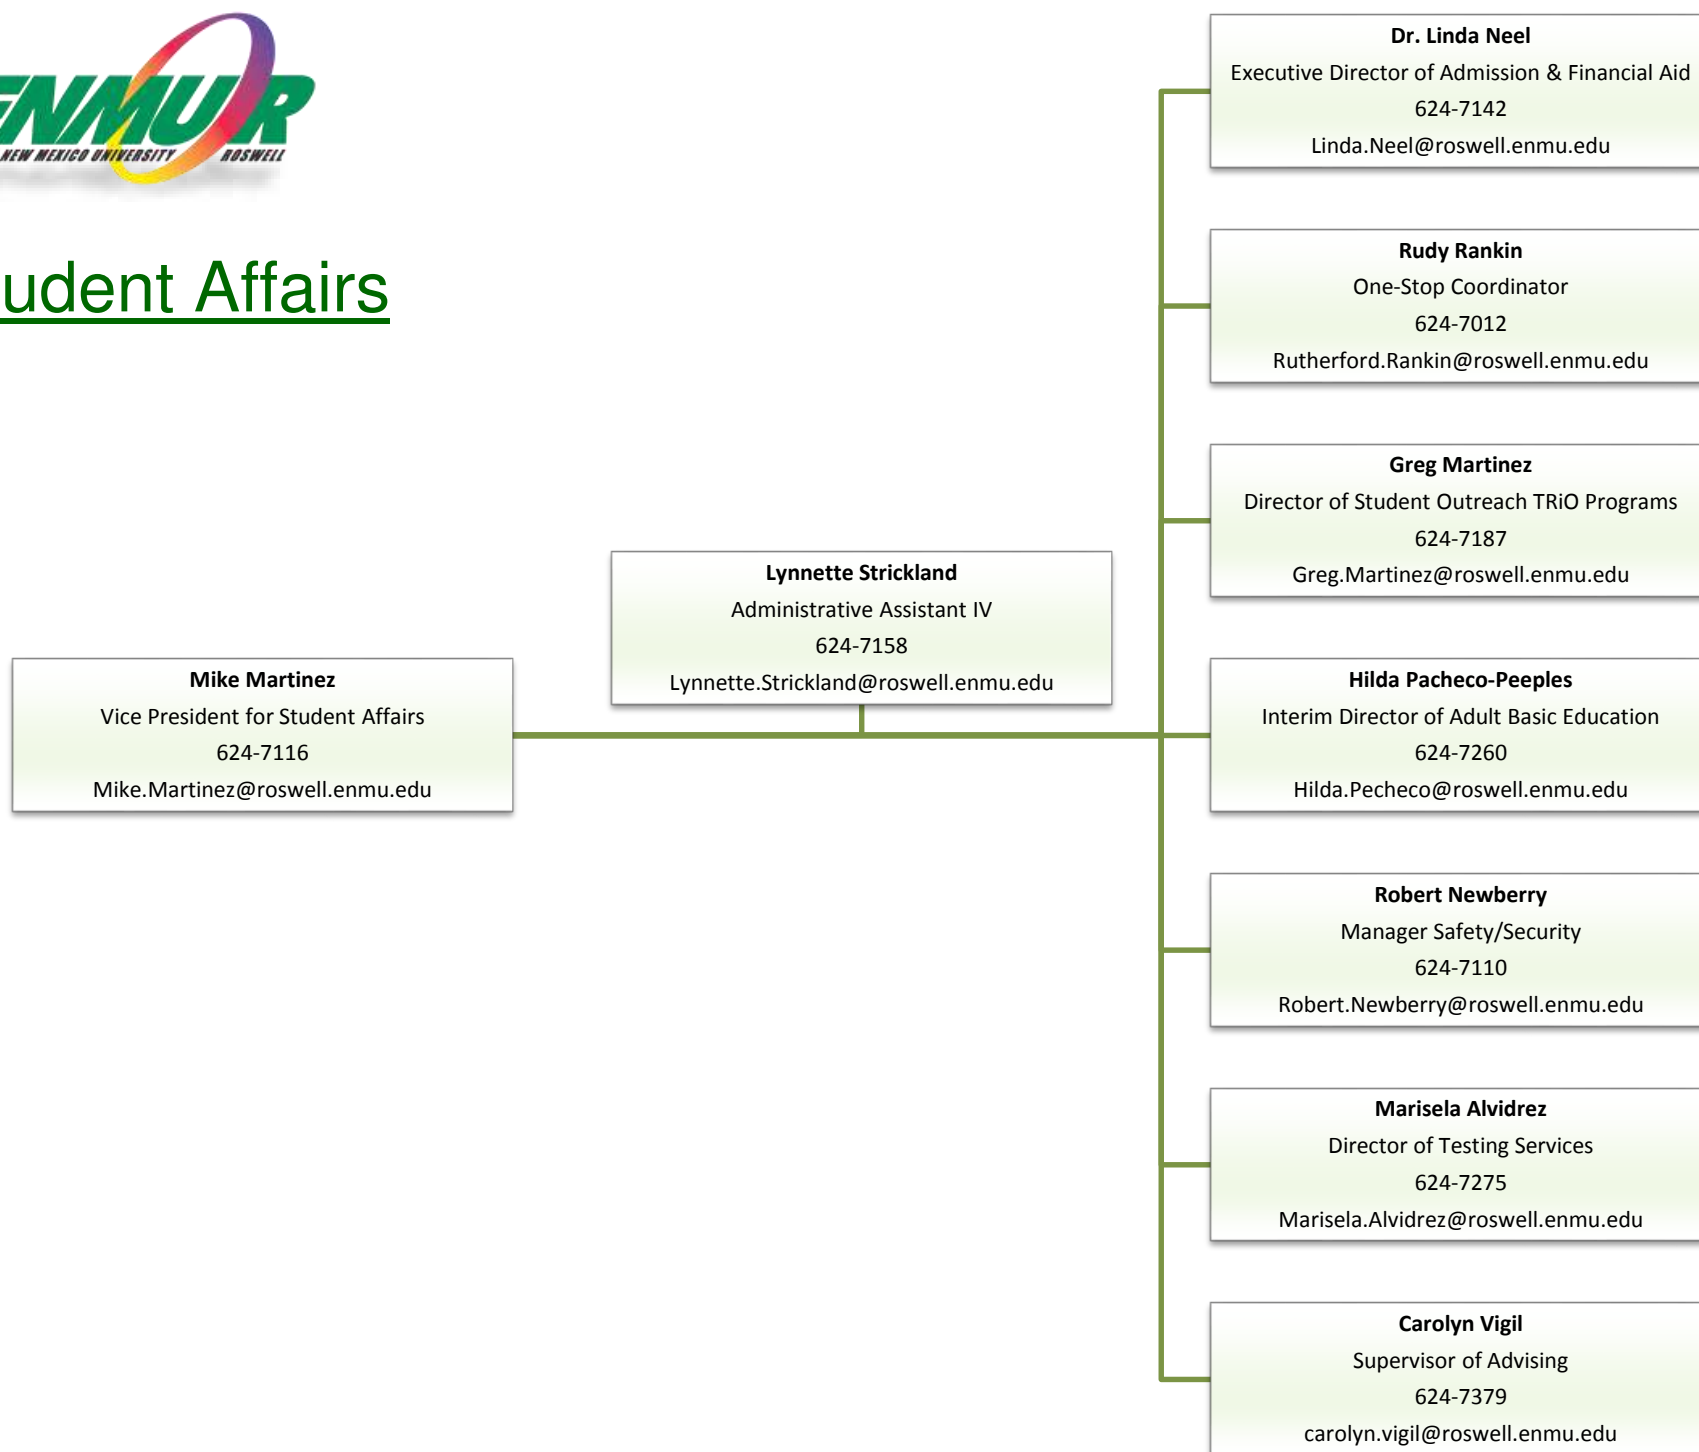 ENMU R
NEW MEXICO UNIVERSITY ROSWELL
udent Affairs
Mike Martinez
Vice President for Student Affairs
624-7116
Mike.Martinez@roswell.enmu.edu
Lynnette Strickland
Administrative Assistant IV
624-7158
Lynnette.Strickland@roswell.enmu.edu
Dr. Linda Neel
Executive Director of Admission & Financial Aid
624-7142
Linda.Neel@roswell.enmu.edu
Rudy Rankin
One-Stop Coordinator
624-7012
Rutherford.Rankin@roswell.enmu.edu
Greg Martinez
Director of Student Outreach TRiO Programs
624-7187
Greg.Martinez@roswell.enmu.edu
Hilda Pacheco-Peeples
Interim Director of Adult Basic Education
624-7260
Hilda.Pecheco@roswell.enmu.edu
Robert Newberry
Manager Safety/Security
624-7110
Robert.Newberry@roswell.enmu.edu
Marisela Alvidrez
Director of Testing Services
624-7275
Marisela.Alvidrez@roswell.enmu.edu
Carolyn Vigil
Supervisor of Advising
624-7379
carolyn.vigil@roswell.enmu.edu